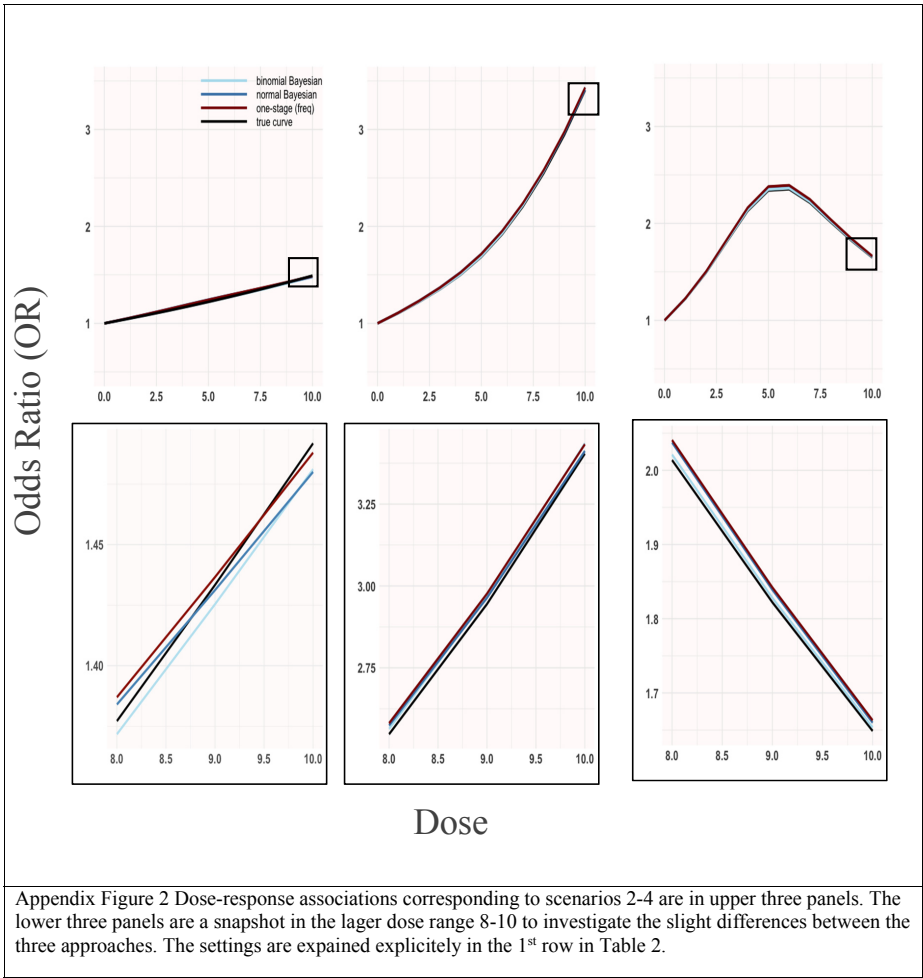 binomial Bayesian
normal Bayesian
one-stage (freq)
true curve
3
2
1
0.0 2.5 5.0 7.5 10.0
3
2
1
0.0 2.5 5.0 7.5 10.0
3
2
1
0.0 2.5 5.0 7.5 10.0
Odds Ratio (OR)
1.45
1.40
8.0 8.5 9.0 9.5 10.0
3.25
3.00
2.75
8.0 8.5 9.0 9.5 10.0
2.0
1.9
1.8
1.7
8.0 8.5 9.0 9.5 10.0
Dose
Appendix Figure 2 Dose-response associations corresponding to scenarios 2-4 are in upper three panels. The
lower three panels are a snapshot in the lager dose range 8-10 to investigate the slight differences between the
three approaches. The settings are expained explicitely in the 1st row in Table 2.